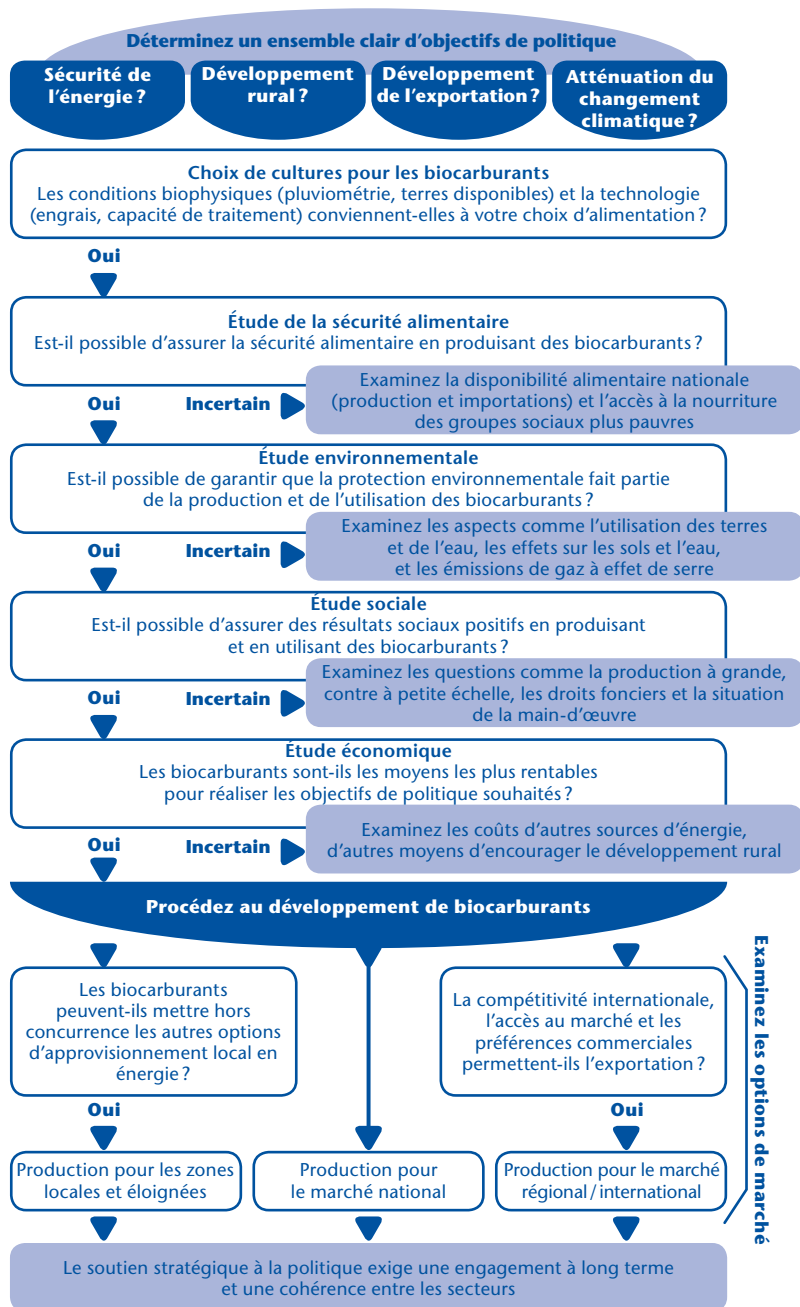 Déterminez un ensemble clair d'objectifs de politique
Sécurité de
l'énergie ?
Développement
rural ?
Développement
de l'exportation ?
Atténuation du
changement
climatique ?
Choix de cultures pour les biocarburants
Les conditions biophysiques (pluviométrie, terres disponibles) et la technologie
(engrais, capacité de traitement) conviennent-elles à votre choix d'alimentation ?
Oui
Étude de la sécurité alimentaire
Est-il possible d'assurer la sécurité alimentaire en produisant des biocarburants ?
Oui
Incertain
Examinez la disponibilité alimentaire nationale
(production et importations) et l'accès à la nourriture
des groupes sociaux plus pauvres
Étude environnementale
Est-il possible de garantir que la protection environnementale fait partie
de la production et de l'utilisation des biocarburants ?
Oui
Incertain
Examinez les aspects comme l'utilisation des terres
et de l'eau, les effets sur les sols et l'eau,
et les émissions de gaz à effet de serre
Étude sociale
Est-il possible d'assurer des résultats sociaux positifs en produisant
et en utilisant des biocarburants ?
Oui
Incertain
Examinez les questions comme la production à grande,
contre à petite échelle, les droits fonciers et la situation
de la main-d'œuvre
Étude économique
Les biocarburants sont-ils les moyens les plus rentables
pour réaliser les objectifs de politique souhaités ?
Oui
Incertain
Examinez les coûts d'autres sources d'énergie,
d'autres moyens d'encourager le développement rural
Procédez au développement de biocarburants
Examinez les options de marché
Les biocarburants
peuvent-ils mettre hors
concurrence les autres options
d'approvisionnement local en
énergie ?
La compétitivité internationale,
l'accès au marché et les
préférences commerciales
permettent-ils l'exportation ?
Oui
Oui
Production pour les zones
locales et éloignées
Production pour
le marché national
Production pour le marché
régional / international
Le soutien stratégique à la politique exige une engagement à long terme
et une cohérence entre les secteurs